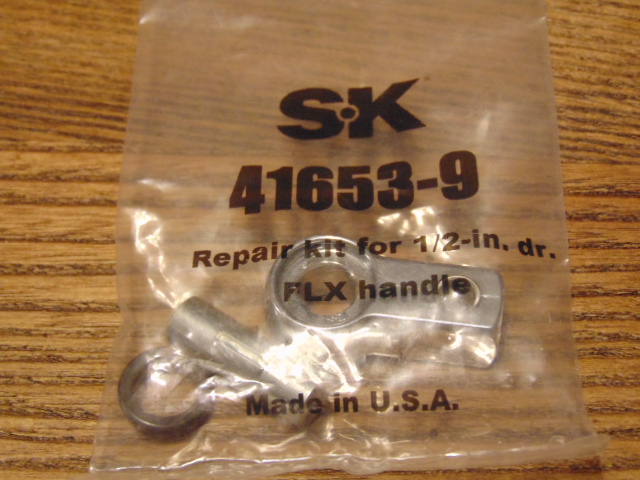 S·K
41653-9
Repair kit for 1/2-in. dr.
FLX handle
Made in U.S.A.